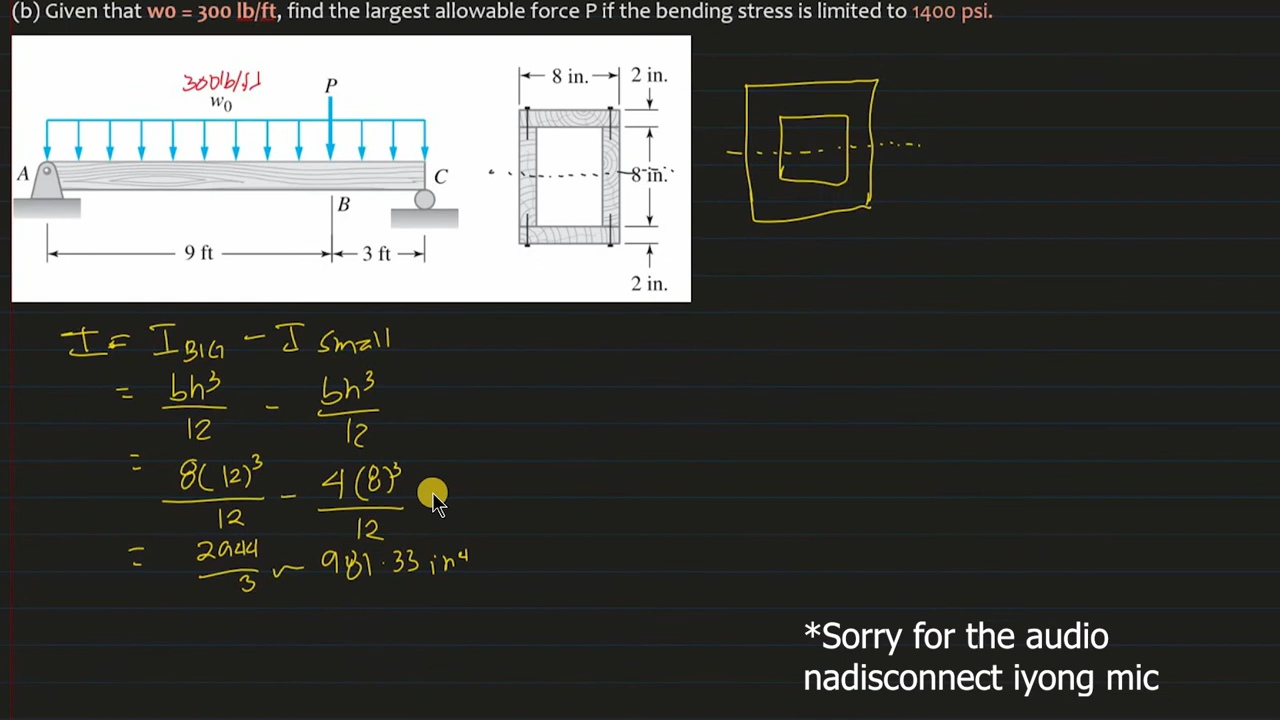 (b) Given that w0 = 300 lb/ft, find the largest allowable force P if the bending stress is limited to 1400 psi.
300lb/ft
w0
P
A
B
C
9 ft
3 ft
8 in.
2 in.
8 in.
2 in.
I = I BIG - I small
= bh³/12 - bh³/12
= 8(12)³/12 - 4(8)³/12
= 2944/3 ~ 981.33 in⁴
*Sorry for the audio
nadisconnect iyong mic